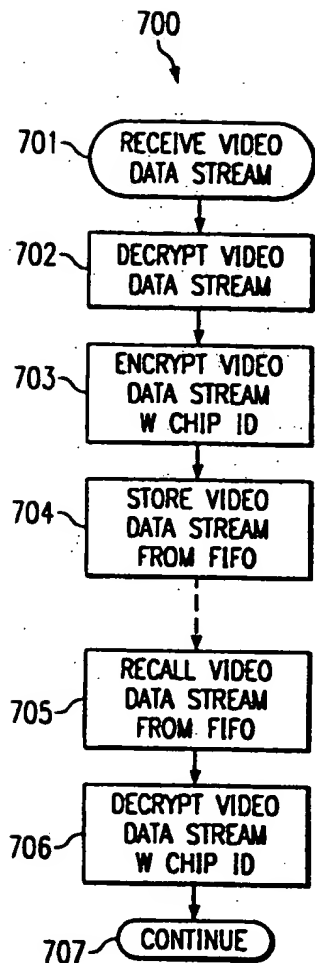 700
701
RECEIVE VIDEO
DATA STREAM
702
DECRYPT VIDEO
DATA STREAM
703
ENCRYPT VIDEO
DATA STREAM
W CHIP ID
704
STORE VIDEO
DATA STREAM
FROM FIFO
705
RECALL VIDEO
DATA STREAM
FROM FIFO
706
DECRYPT VIDEO
DATA STREAM
W CHIP ID
707
CONTINUE